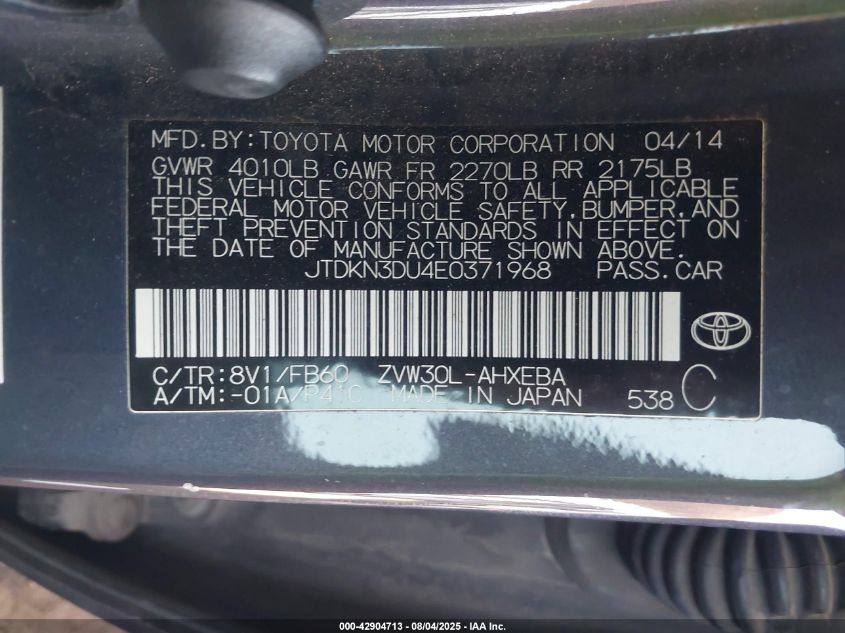 MFD.BY:TOYOTA MOTOR CORPORATION 04/14
GVWR 4010LB GAWR FR 2270LB RR 2175LB
THIS VEHICLE CONFORMS TO ALL APPLICABLE
FEDERAL MOTOR VEHICLE SAFETY,BUMPER,AND
THEFT PREVENTION STANDARDS IN EFFECT ON
THE DATE OF MANUFACTURE SHOWN ABOVE.
JTDKN3DU4E0371968 PASS.CAR
C/TR:8V1/FB60 ZVW30L-AHXEBA
A/TM:-01A/P410 MADE IN JAPAN 538 C
000-42904713 - 08/04/2025 - IAA Inc.